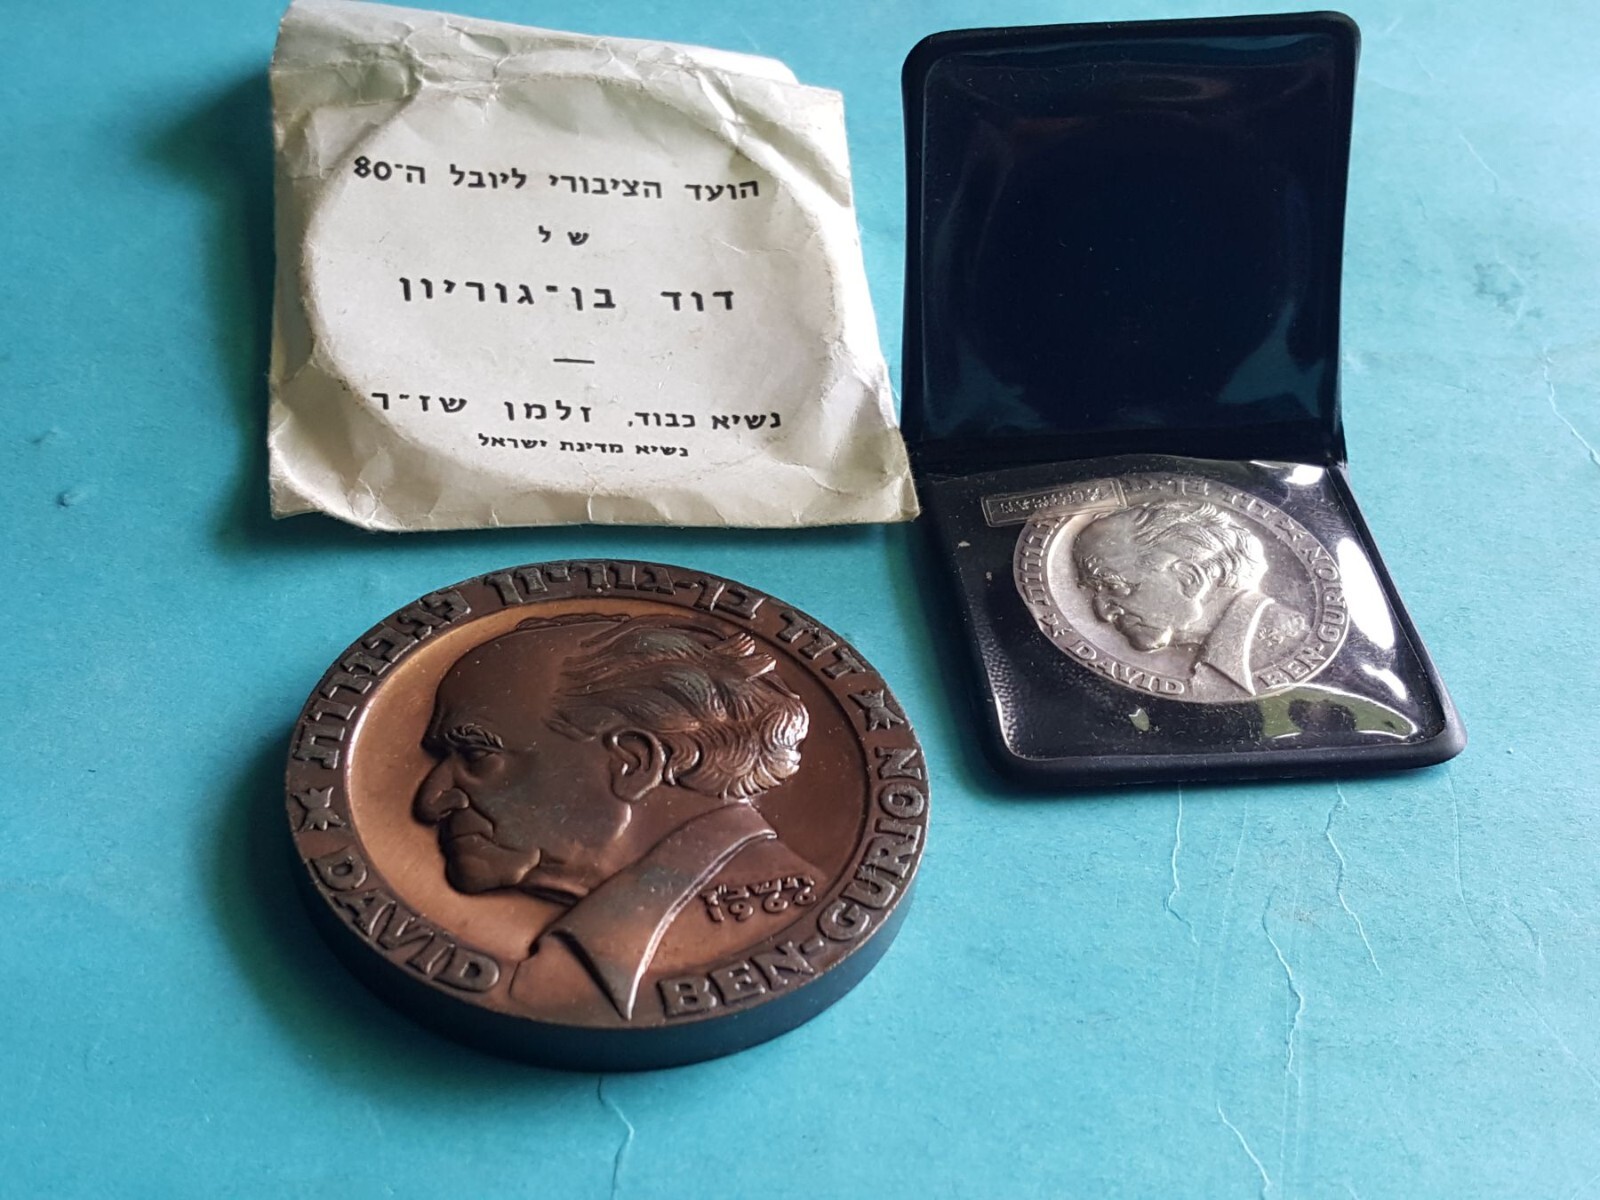 הועד הציבורי ליובל ה־80
של
דוד בן־גוריון
נשיא כבוד, זלמן שז״ר
נשיא מדינת ישראל
דוד בן-גוריון לגבורות
DAVID BEN-GURION
1966
DAVID BEN-GURION